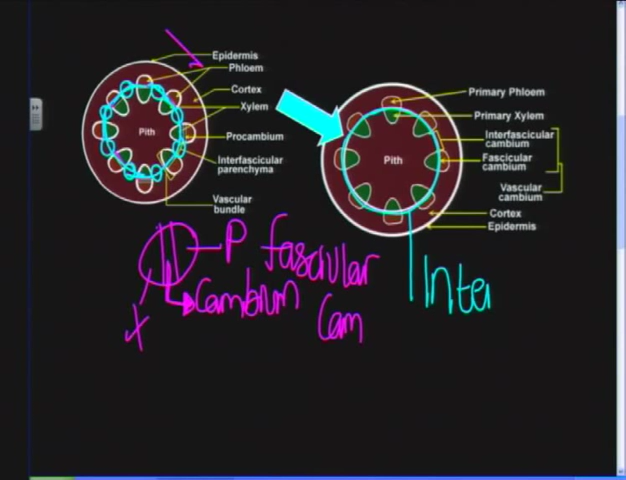 Epidermis
Phloem
Cortex
Xylem
Pith
Procambium
Interfascicular
parenchyma
Vascular
bundle
Primary Phloem
Primary Xylem
Interfascicular
cambium
Pith
Fascicular
cambium
Vascular
cambium
Cortex
Epidermis
P fascicular
Cambium
Cam
X
Inter